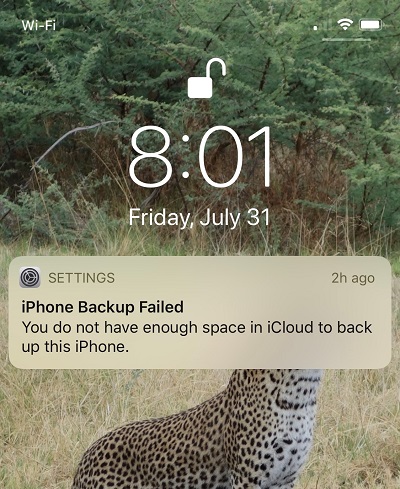 Wi-Fi
8:01
Friday, July 31
SETTINGS 2h ago
iPhone Backup Failed
You do not have enough space in iCloud to back
up this iPhone.